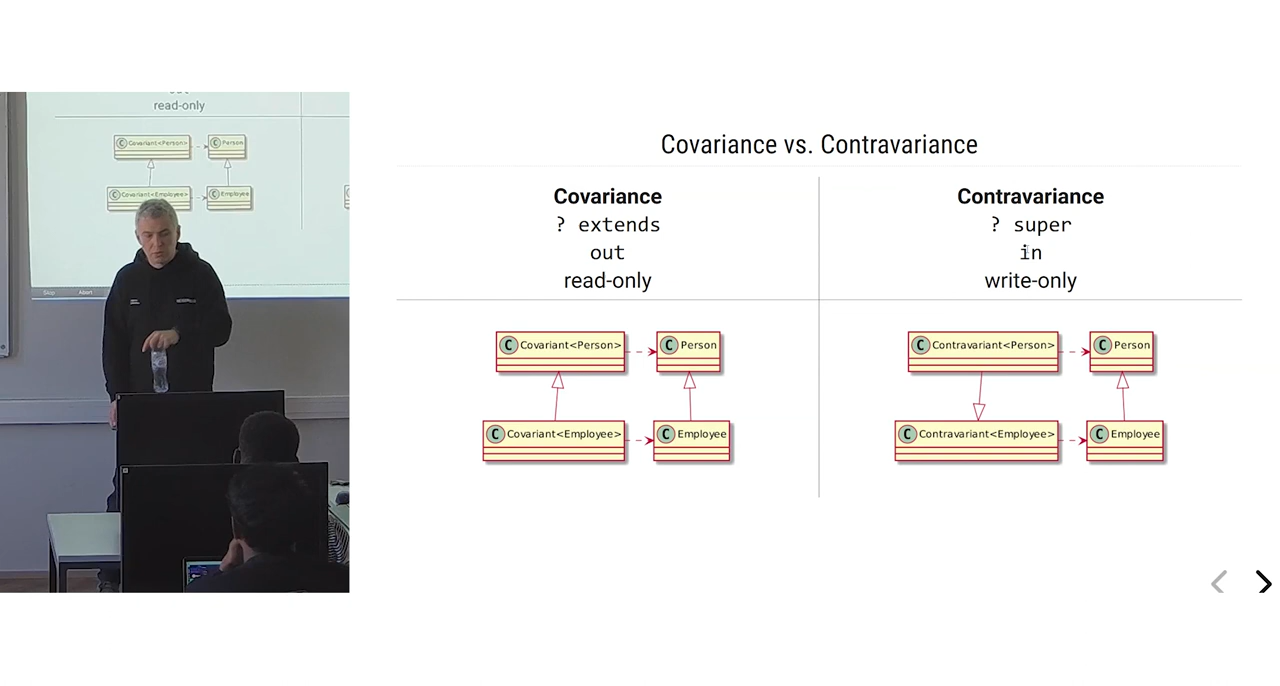 read-only
Covariant<Person>
Person
Covariant<Employee>
Employee
Stop
Abort
Covariance vs. Contravariance
Covariance
? extends
out
read-only
Contravariance
? super
in
write-only
C Covariant<Person>
C Person
C Covariant<Employee>
C Employee
C Contravariant<Person>
C Person
C Contravariant<Employee>
C Employee